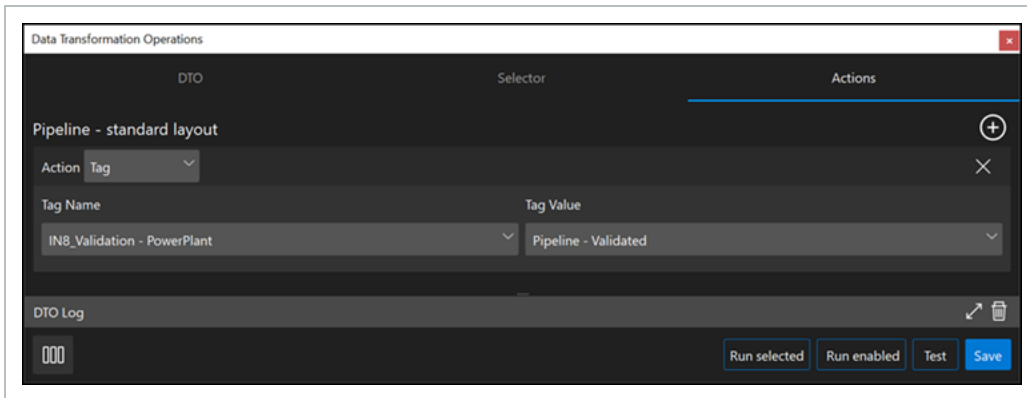 Data Transformation Operations
DTO Selector Actions
Pipeline - standard layout
Action Tag
Tag Name Tag Value
IN8_Validation - PowerPlant Pipeline - Validated
DTO Log
Run selected Run enabled Test Save